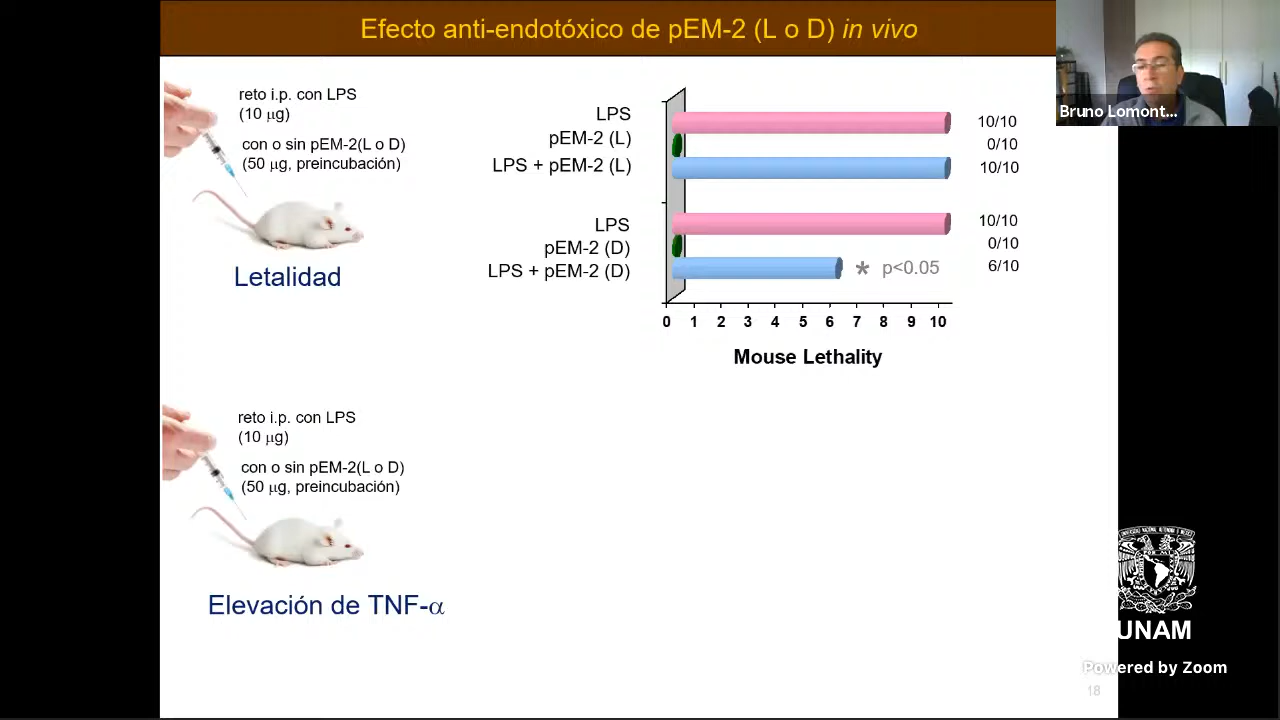 Efecto anti-endotóxico de pEM-2 (L o D) in vivo
Bruno Lomont...
reto i.p. con LPS
(10 μg)
con o sin pEM-2(L o D)
(50 μg, preincubación)
Letalidad
LPS 10/10
pEM-2 (L) 0/10
LPS + pEM-2 (L) 10/10
LPS 10/10
pEM-2 (D) 0/10
LPS + pEM-2 (D) * p<0.05 6/10
0 1 2 3 4 5 6 7 8 9 10
Mouse Lethality
reto i.p. con LPS
(10 μg)
con o sin pEM-2(L o D)
(50 μg, preincubación)
Elevación de TNF-α
UNAM
Powered by Zoom
18